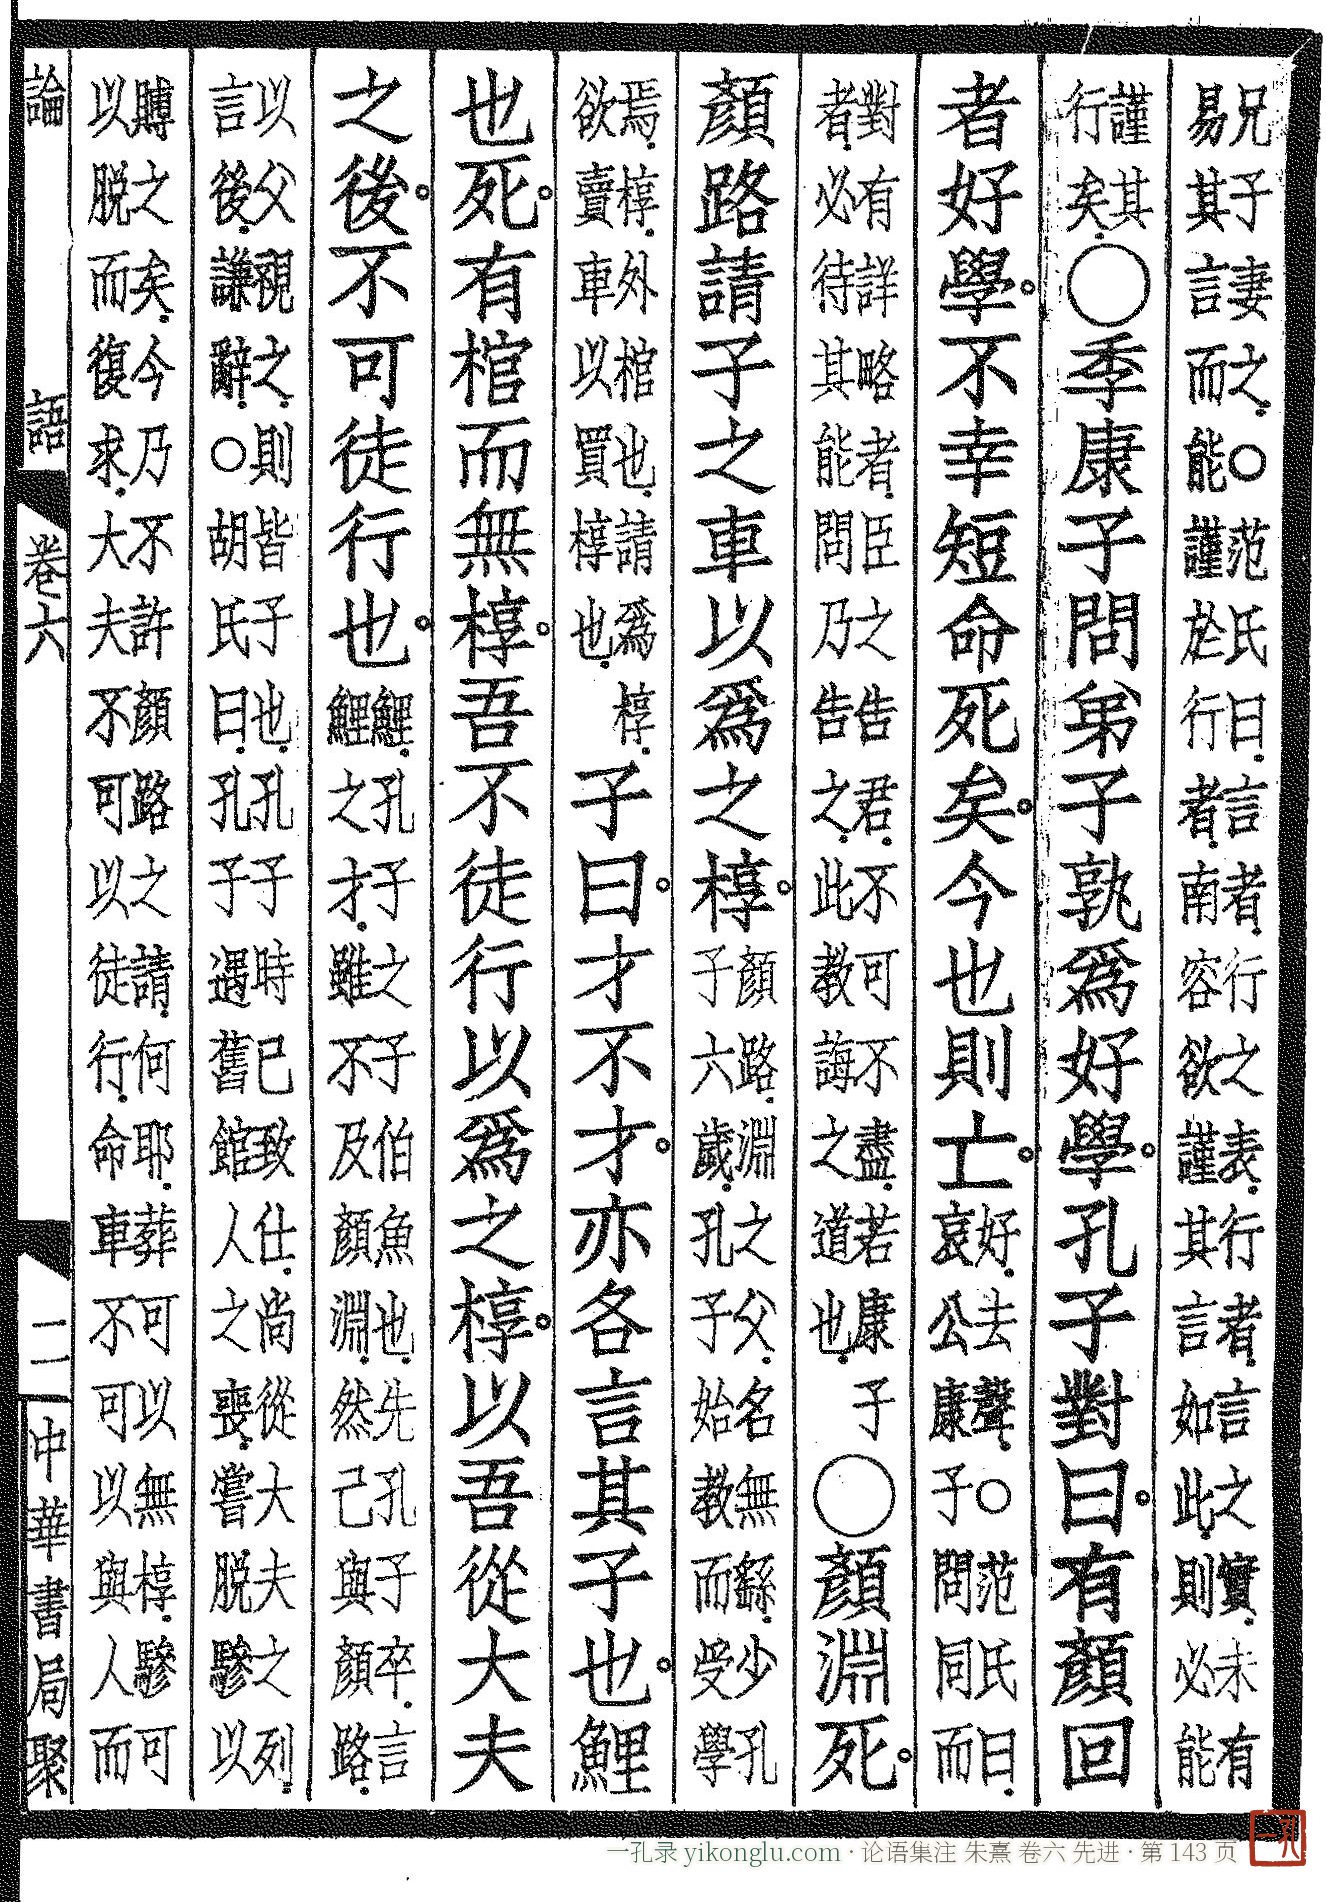 兄子妻之。○范氏曰。言者行之表。行者言之實。未有
易其言而能謹於行者。南容欲謹其言如此。則必能
謹其
行矣。
○季康子問弟子孰爲好學。孔子對曰。有顏回
者好學。不幸短命死矣。今也則亡。
好去聲。○范氏曰。
哀公康子問同而
對有詳略者。臣之告君。不可不盡。若康子
者。必待其能問乃告之。此教誨之道也。
○顏淵死。
顏路請子之車以爲之椁。
顏路。淵之父。名無繇。少孔
子六歲。孔子始教而受學
焉。椁。外棺也。請爲椁。
欲賣車以買椁也。
子曰。才不才。亦各言其子也。鯉
也死。有棺而無椁。吾不徒行以爲之椁。以吾從大夫
之後。不可徒行也。
鯉。孔子之子伯魚也。先孔子卒。言
鯉之才。雖不及顏淵。然己與顏路。
以父視之。則皆子也。孔子時已致仕。尚從大夫之列。
言後。謙辭。○胡氏曰。孔子遇舊館人之喪。嘗脱驂以
賻之矣。今乃不許顏路之請。何耶。葬可以無椁。驂可
以脱而復求。大夫不可以徒行。命車不可以與人而
論語 卷六 二 中華書局聚
一孔录 yikonglu.com · 论语集注 朱熹 卷六 先进 · 第 143 页
一孔